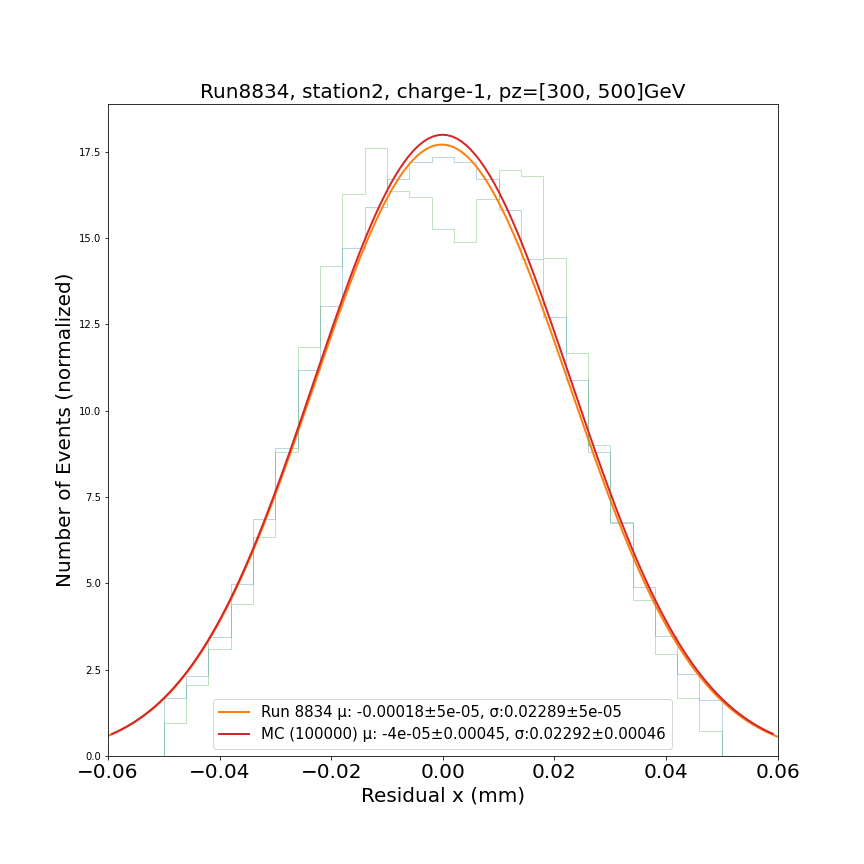 Run8834, station2, charge-1, pz=[300, 500]GeV
Number of Events (normalized)
17.5
15.0
12.5
10.0
7.5
5.0
2.5
0.0
Run 8834 μ: -0.00018±5e-05, σ:0.02289±5e-05
MC (100000) μ: -4e-05±0.00045, σ:0.02292±0.00046
−0.06 −0.04 −0.02 0.00 0.02 0.04 0.06
Residual x (mm)